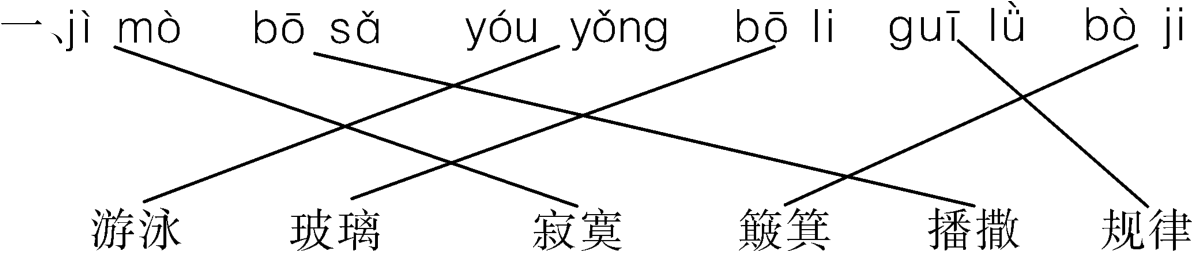 一、jì mò bō sǎ yóu yǒng bō li guī lǜ bò ji
游泳 玻璃 寂寞 簸箕 播撒 规律